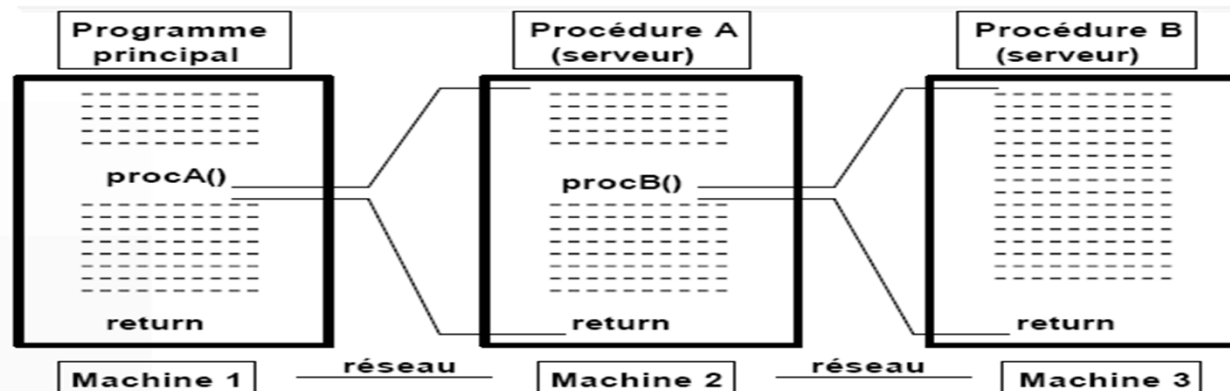 Programme
principal
Procédure A
(serveur)
Procédure B
(serveur)
procA()
procB()
return
return
return
Machine 1
réseau
Machine 2
réseau
Machine 3